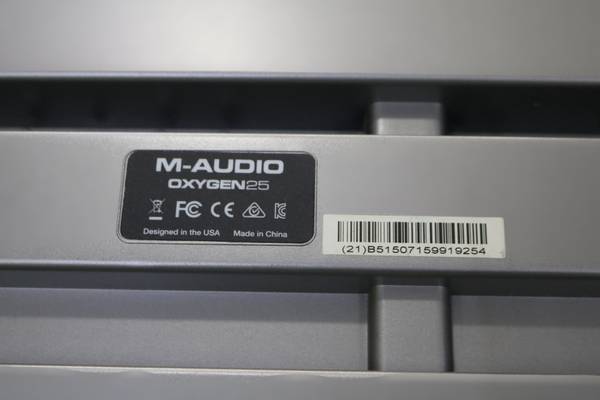 M-AUDIO
OXYGEN25
FC CE
Designed in the USA Made in China
(21)B51507159919254